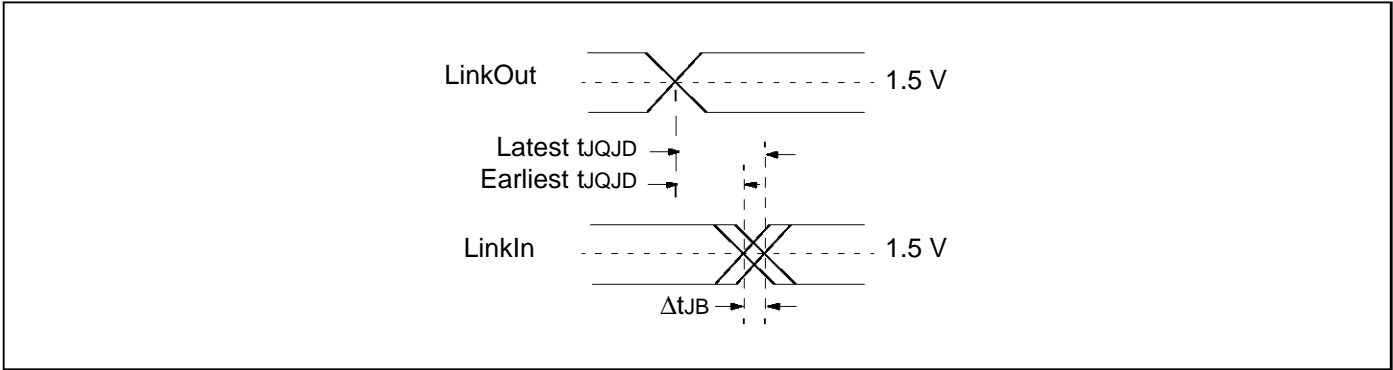 LinkOut 1.5 V
Latest tJQJD
Earliest tJQJD
LinkIn 1.5 V
ΔtJB